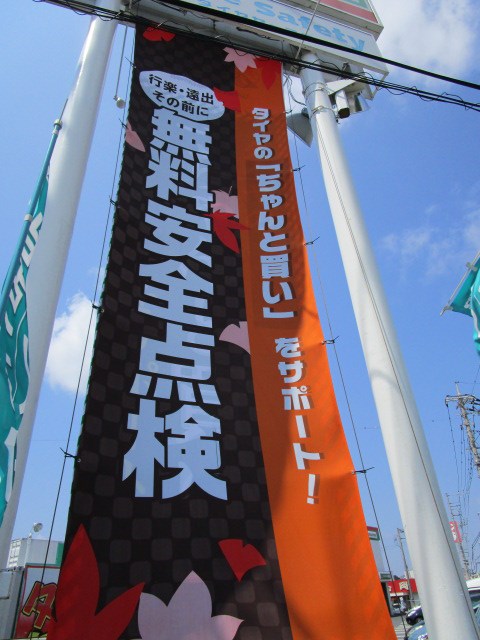 Safety
行楽・遠出
その前に
無料安全点検
タイヤの「ちゃんと買い」をサポート!